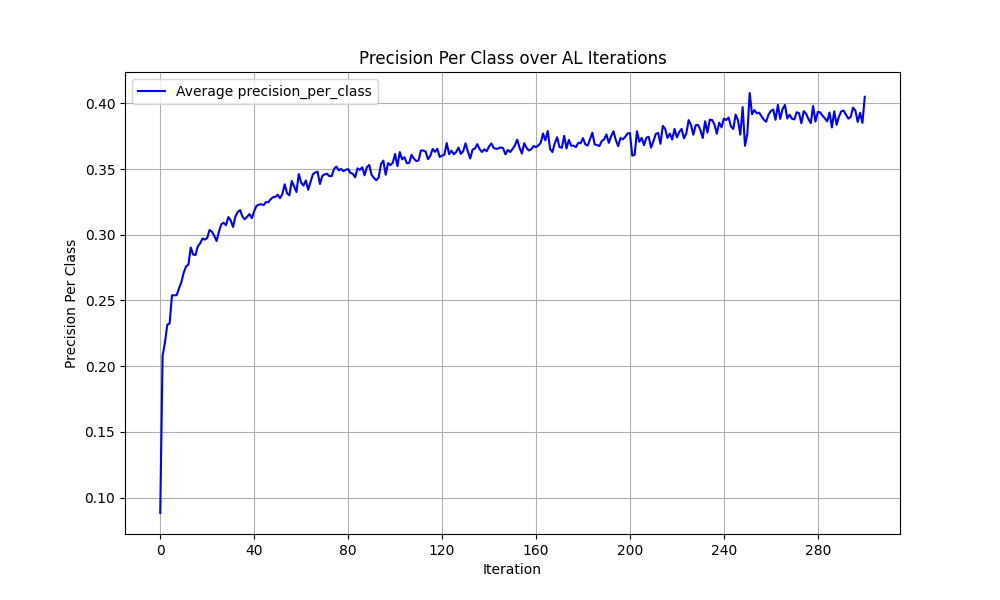 Precision Per Class over AL Iterations
Average precision_per_class
0.40
0.35
0.30
0.25
0.20
0.15
0.10
Precision Per Class
0 40 80 120 160 200 240 280
Iteration